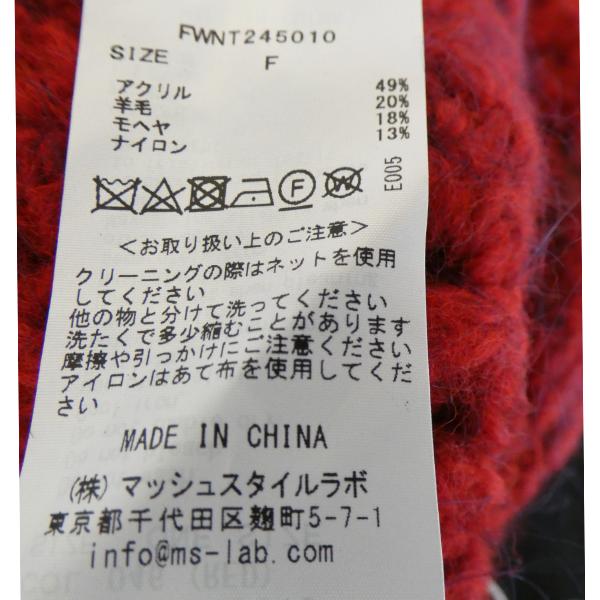 FWNT245010
SIZE F
アクリル 49%
羊毛 20%
モヘヤ 18%
ナイロン 13%
F W
E005
<お取り扱い上のご注意>
クリーニングの際はネットを使用
してください
他の物と分けて洗ってください
洗たくで多少縮むことがあります
摩擦や引っかけにご注意ください
アイロンはあて布を使用してくだ
さい
MADE IN CHINA
(株)マッシュスタイルラボ
東京都千代田区麹町5-7-1
info@ms-lab.com